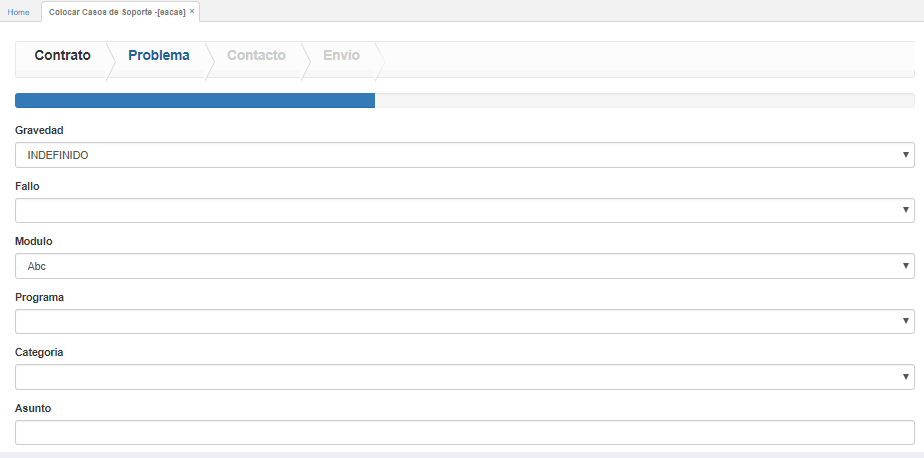 Home
Colocar Casos de Soporte -[eacas] ×
Contrato Problema Contacto Envio
Gravedad
INDEFINIDO
Fallo
Modulo
Abc
Programa
Categoria
Asunto